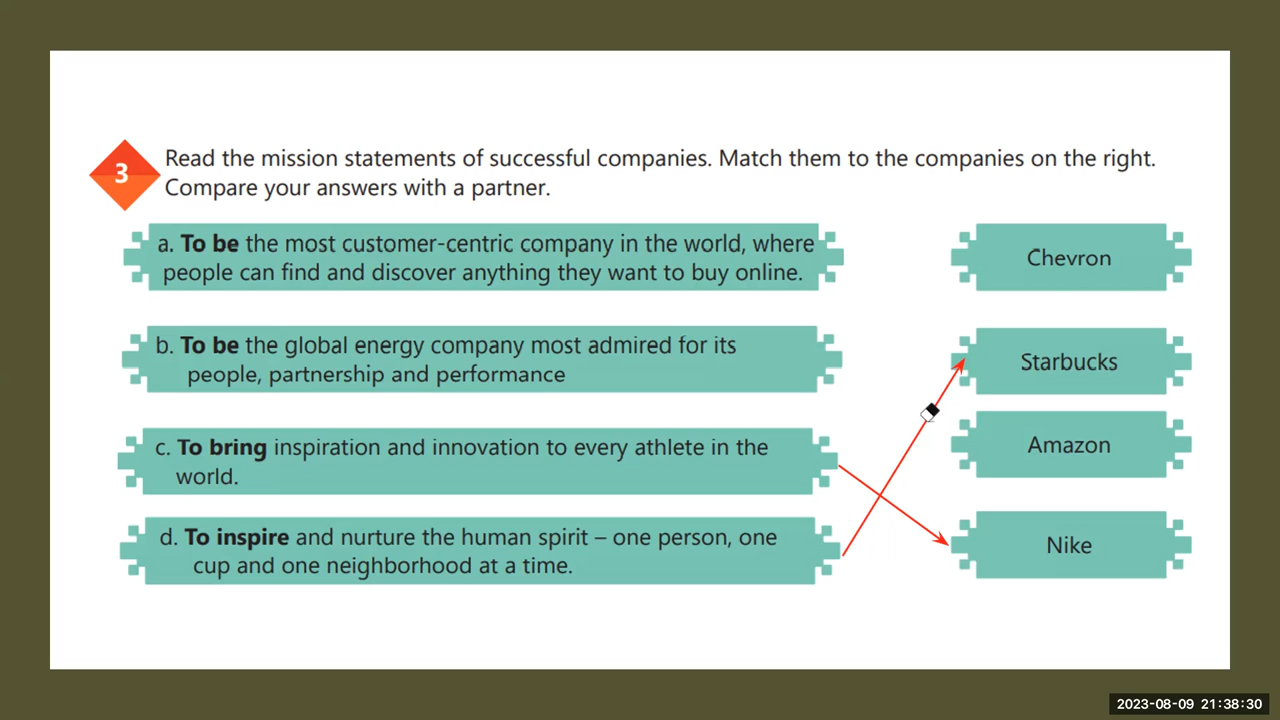 3
Read the mission statements of successful companies. Match them to the companies on the right.
Compare your answers with a partner.
a. To be the most customer-centric company in the world, where
people can find and discover anything they want to buy online.
Chevron
b. To be the global energy company most admired for its
people, partnership and performance
Starbucks
c. To bring inspiration and innovation to every athlete in the
world.
Amazon
d. To inspire and nurture the human spirit – one person, one
cup and one neighborhood at a time.
Nike
2023-08-09 21:38:30